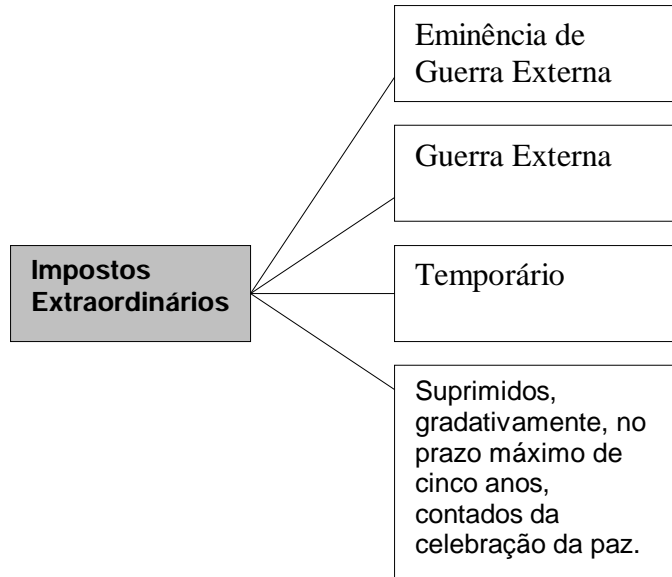 Eminência de
Guerra Externa
Guerra Externa
Impostos
Extraordinários
Temporário
Suprimidos,
gradativamente, no
prazo máximo de
cinco anos,
contados da
celebração da paz.